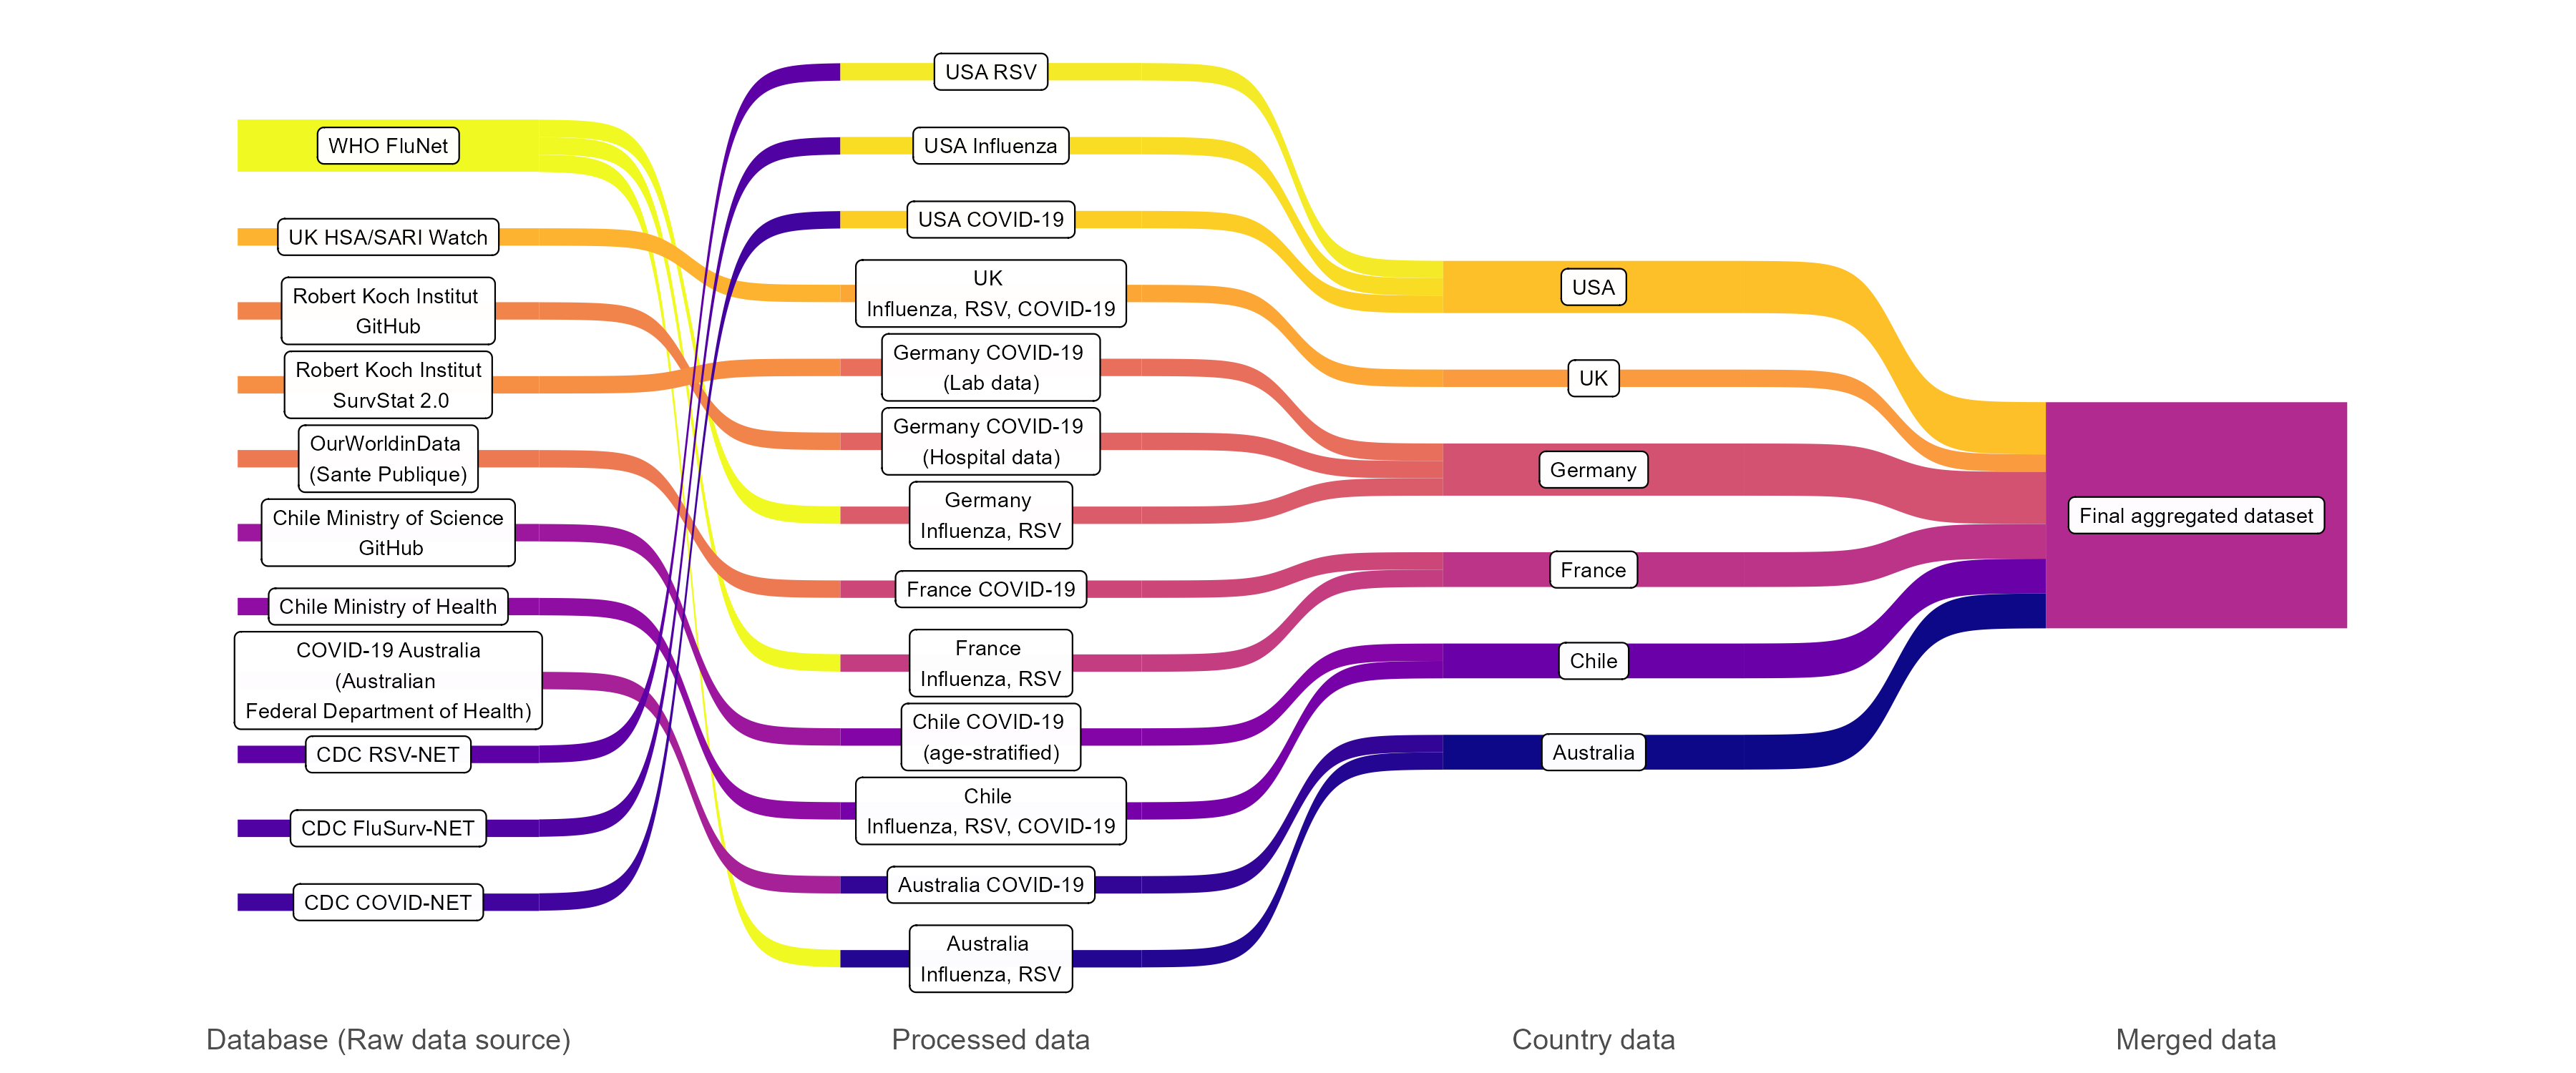 WHO FluNet
UK HSA/SARI Watch
Robert Koch Institut
GitHub
Robert Koch Institut
SurvStat 2.0
OurWorldinData
(Sante Publique)
Chile Ministry of Science
GitHub
Chile Ministry of Health
COVID-19 Australia
(Australian
Federal Department of Health)
CDC RSV-NET
CDC FluSurv-NET
CDC COVID-NET
USA RSV
USA Influenza
USA COVID-19
UK
Influenza, RSV, COVID-19
Germany COVID-19
(Lab data)
Germany COVID-19
(Hospital data)
Germany
Influenza, RSV
France COVID-19
France
Influenza, RSV
Chile COVID-19
(age-stratified)
Chile
Influenza, RSV, COVID-19
Australia COVID-19
Australia
Influenza, RSV
USA
UK
Germany
France
Chile
Australia
Final aggregated dataset
Database (Raw data source)
Processed data
Country data
Merged data